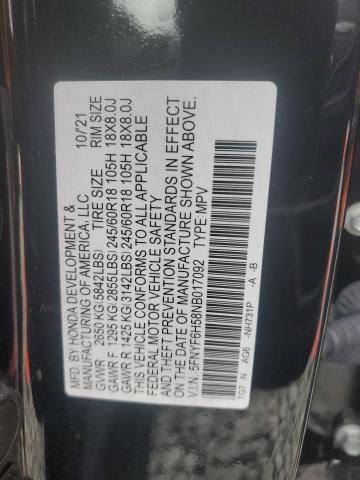 MFD. BY HONDA DEVELOPMENT &
MANUFACTURING OF AMERICA, LLC 10/21
GVWR 2650 KG(5842LBS) TIRE SIZE RIM SIZE
GAWR F 1295 KG(2855LBS) 245/60R18 105H 18X8.0J
GAWR R 1425 KG(3142LBS) 245/60R18 105H 18X8.0J
THIS VEHICLE CONFORMS TO ALL APPLICABLE
FEDERAL MOTOR VEHICLE SAFETY
AND THEFT PREVENTION STANDARDS IN EFFECT
ON THE DATE OF MANUFACTURE SHOWN ABOVE.
V.I.N: 5FNYF6H58NB017092 TYPE: MPV
TG7 N AG6 -NH731P -A -B